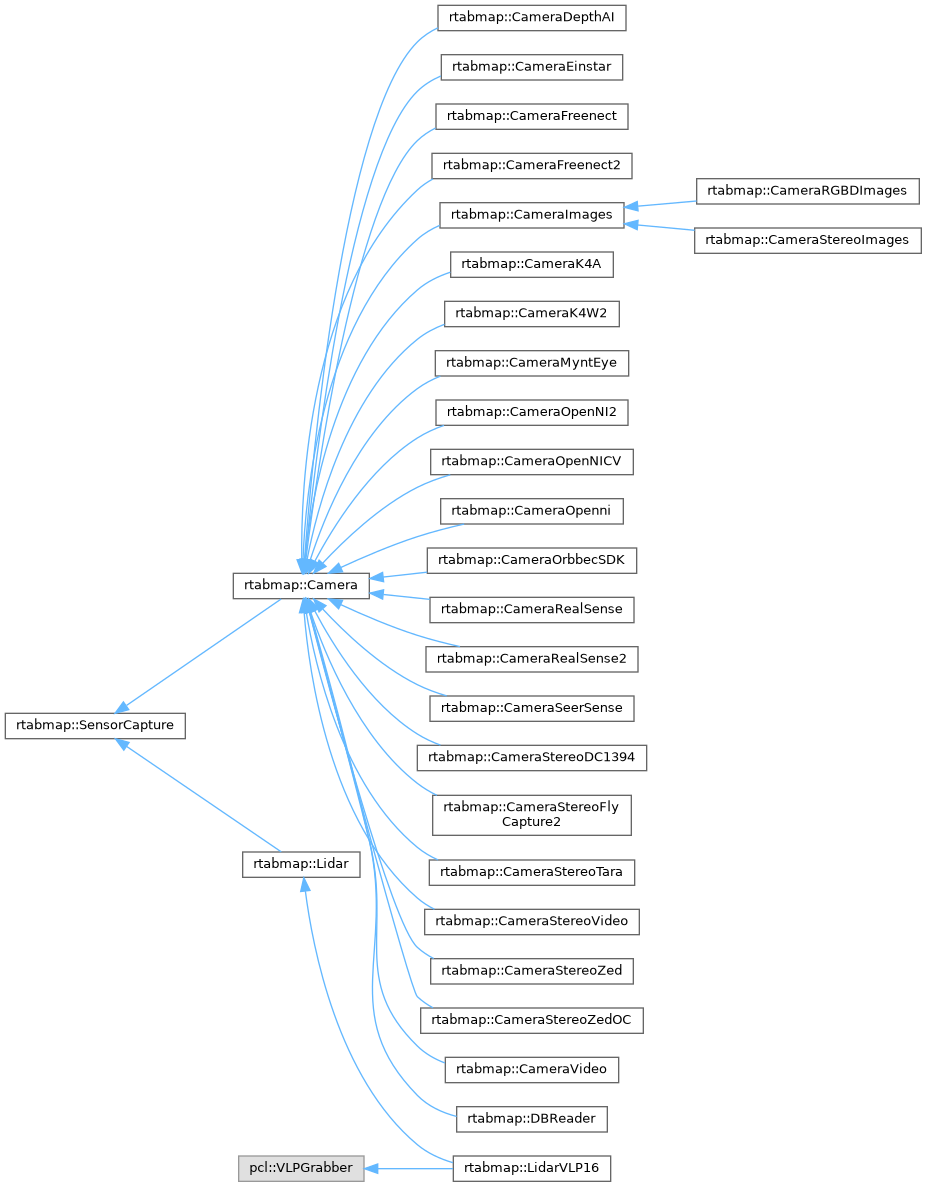 rtabmap::CameraDepthAI
rtabmap::CameraEinstar
rtabmap::CameraFreenect
rtabmap::CameraFreenect2
rtabmap::CameraRGBDImages
rtabmap::CameraImages
rtabmap::CameraStereoImages
rtabmap::CameraK4A
rtabmap::CameraK4W2
rtabmap::CameraMyntEye
rtabmap::CameraOpenNI2
rtabmap::CameraOpenNICV
rtabmap::CameraOpenni
rtabmap::CameraOrbbecSDK
rtabmap::Camera
rtabmap::CameraRealSense
rtabmap::CameraRealSense2
rtabmap::CameraSeerSense
rtabmap::SensorCapture
rtabmap::CameraStereoDC1394
rtabmap::CameraStereoFly
Capture2
rtabmap::Lidar
rtabmap::CameraStereoTara
rtabmap::CameraStereoVideo
rtabmap::CameraStereoZed
rtabmap::CameraStereoZedOC
rtabmap::CameraVideo
rtabmap::DBReader
pcl::VLPGrabber
rtabmap::LidarVLP16